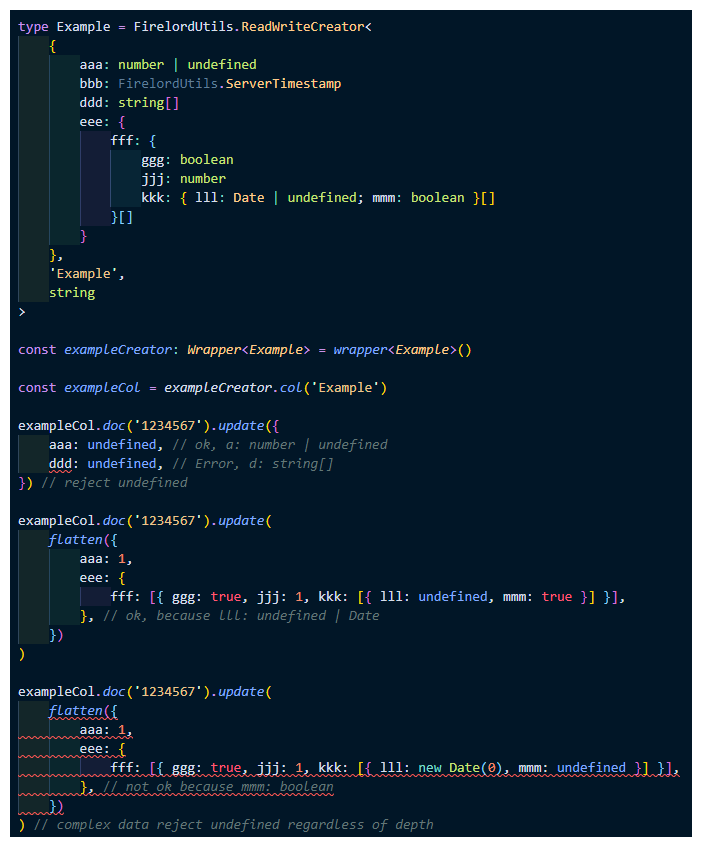 type Example = FirelordUtils.ReadWriteCreator<
    {
        aaa: number | undefined
        bbb: FirelordUtils.ServerTimestamp
        ddd: string[]
        eee: {
            fff: {
                ggg: boolean
                jjj: number
                kkk: { lll: Date | undefined; mmm: boolean }[]
            }[]
        }
    },
    'Example',
    string
>
const exampleCreator: Wrapper<Example> = wrapper<Example>()
const exampleCol = exampleCreator.col('Example')
exampleCol.doc('1234567').update({
    aaa: undefined, // ok, a: number | undefined
    ddd: undefined, // Error, d: string[]
}) // reject undefined
exampleCol.doc('1234567').update(
    flatten({
        aaa: 1,
        eee: {
            fff: [{ ggg: true, jjj: 1, kkk: [{ lll: undefined, mmm: true }] }],
        }, // ok, because lll: undefined | Date
    })
)
exampleCol.doc('1234567').update(
    flatten({
        aaa: 1,
        eee: {
            fff: [{ ggg: true, jjj: 1, kkk: [{ lll: new Date(0), mmm: undefined }] }],
        }, // not ok because mmm: boolean
    })
) // complex data reject undefined regardless of depth